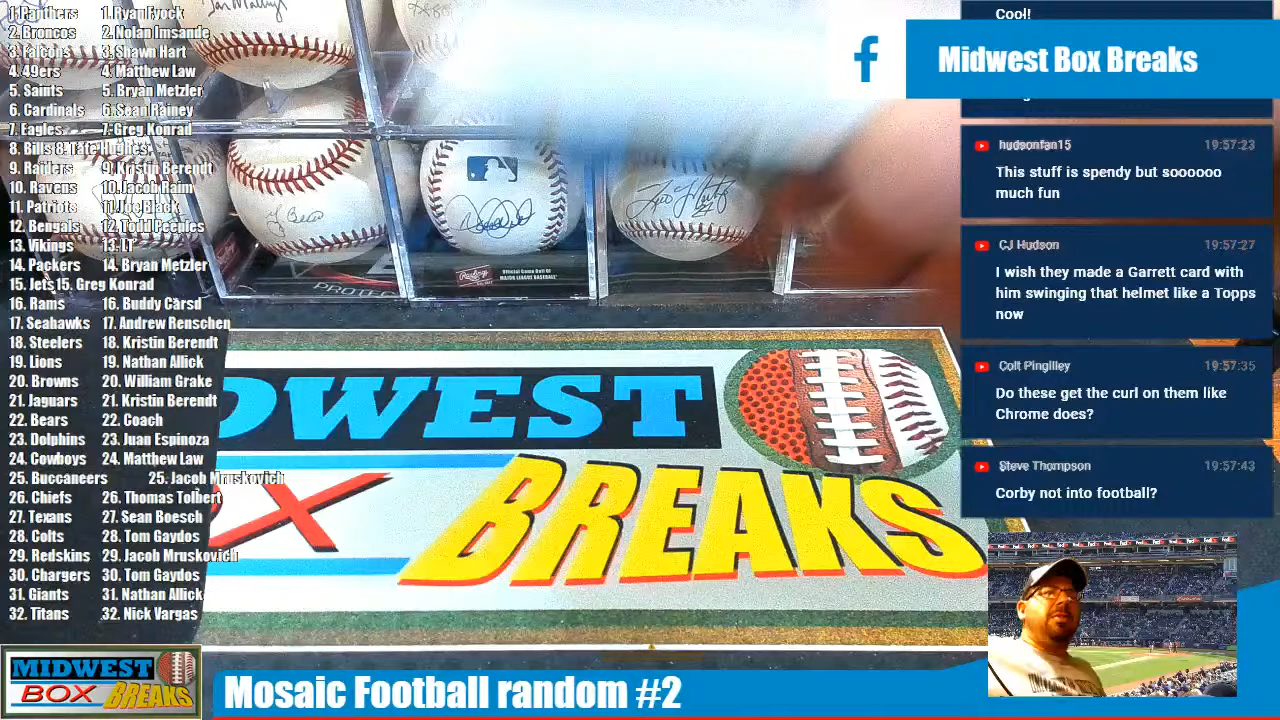 1. Panthers 1. Ryan Fyock
2. Broncos 2. Nolan Imsande
3. Falcons 3. Shawn Hart
4. 49ers 4. Matthew Law
5. Saints 5. Bryan Metzler
6. Cardinals 6. Sean Rainey
7. Eagles 7. Greg Konrad
8. Bills 8. Tate Hughes
9. Raiders 9. Kristin Berendt
10. Ravens 10. Jacob Raim
11. Patriots 11. Joe Black
12. Bengals 12. Todd Peeples
13. Vikings 13. LT
14. Packers 14. Bryan Metzler
15. Jets 15. Greg Konrad
16. Rams 16. Buddy Carsd
17. Seahawks 17. Andrew Renschen
18. Steelers 18. Kristin Berendt
19. Lions 19. Nathan Allick
20. Browns 20. William Grake
21. Jaguars 21. Kristin Berendt
22. Bears 22. Coach
23. Dolphins 23. Juan Espinoza
24. Cowboys 24. Matthew Law
25. Buccaneers 25. Jacob Mruskovich
26. Chiefs 26. Thomas Tolbert
27. Texans 27. Sean Boesch
28. Colts 28. Tom Gaydos
29. Redskins 29. Jacob Mruskovich
30. Chargers 30. Tom Gaydos
31. Giants 31. Nathan Allick
32. Titans 32. Nick Vargas
Rawlings
Official Game Ball Of
MAJOR LEAGUE BASEBALL
DWEST
BREAKS
Cool!
Midwest Box Breaks
hudsonfan15 19:57:23
This stuff is spendy but soooooo
much fun
CJ Hudson 19:57:27
I wish they made a Garrett card with
him swinging that helmet like a Topps
now
Colt Pingilley 19:57:35
Do these get the curl on them like
Chrome does?
Steve Thompson 19:57:43
Corby not into football?
MIDWEST
BOX BREAKS
Mosaic Football random #2